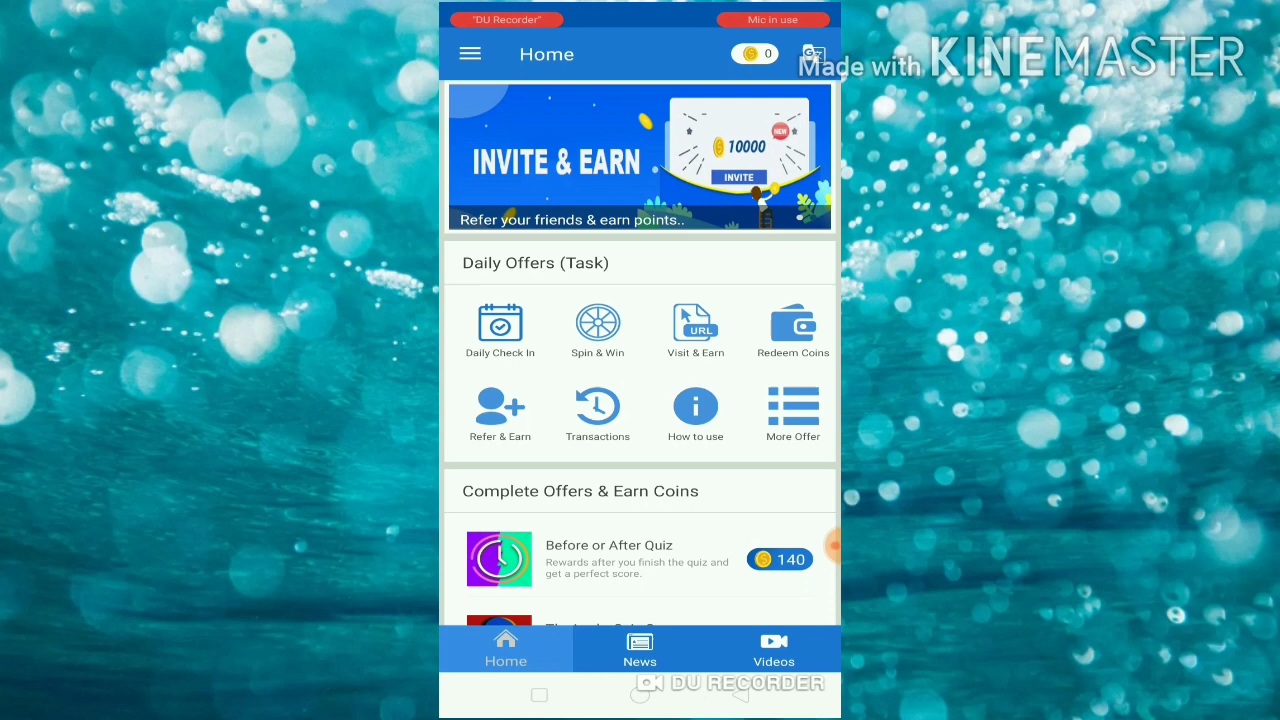 "DU Recorder"
Mic in use
Home
0
Made with KINEMASTER
INVITE & EARN
10000
NEW
INVITE
Refer your friends & earn points..
Daily Offers (Task)
Daily Check In
Spin & Win
URL
Visit & Earn
Redeem Coins
Refer & Earn
Transactions
How to use
More Offer
Complete Offers & Earn Coins
Before or After Quiz
Rewards after you finish the quiz and
get a perfect score.
140
Home
News
Videos
DU RECORDER